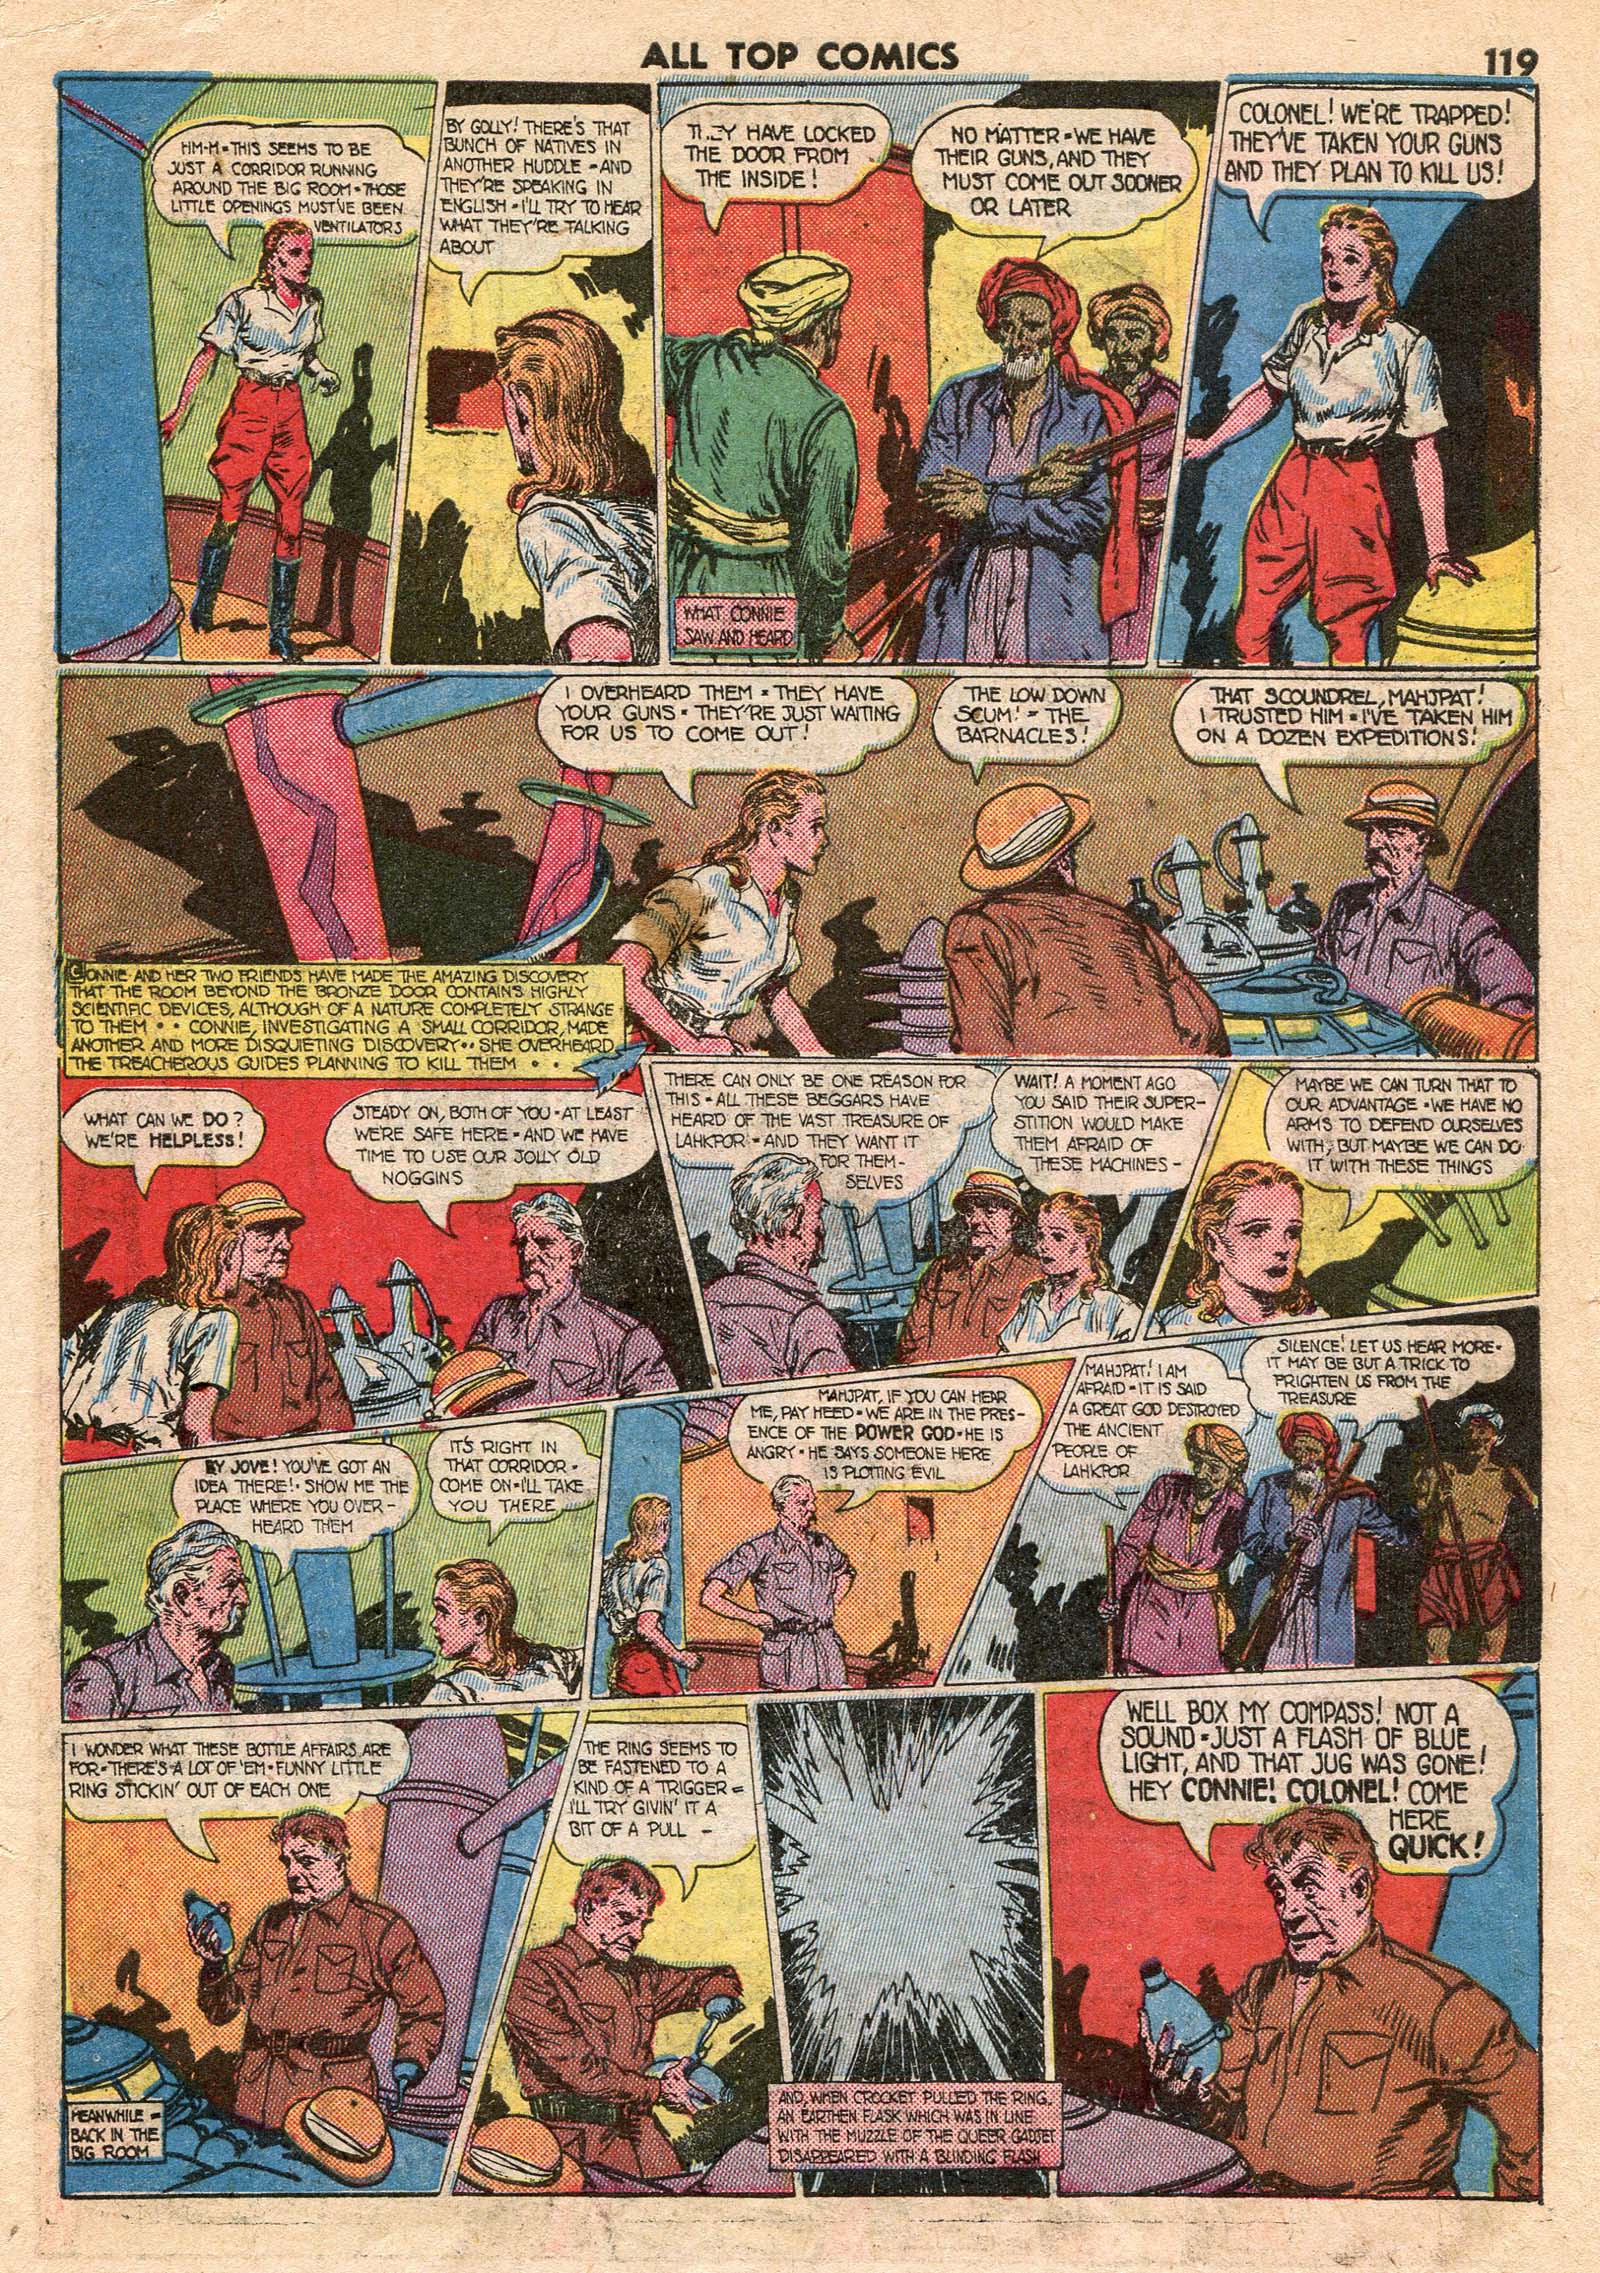 ALL TOP COMICS
119
HM-M - THIS SEEMS TO BE
JUST A CORRIDOR RUNNING
AROUND THE BIG ROOM - THOSE
LITTLE OPENINGS MUST'VE BEEN
VENTILATORS
BY GOLLY! THERE'S THAT
BUNCH OF NATIVES IN
ANOTHER HUDDLE - AND
THEY'RE SPEAKING IN
ENGLISH - I'LL TRY TO HEAR
WHAT THEY'RE TALKING
ABOUT
THEY HAVE LOCKED
THE DOOR FROM
THE INSIDE!
NO MATTER - WE HAVE
THEIR GUNS, AND THEY
MUST COME OUT SOONER
OR LATER
WHAT CONNIE
SAW AND HEARD
COLONEL! WE'RE TRAPPED!
THEY'VE TAKEN YOUR GUNS
AND THEY PLAN TO KILL US!
I OVERHEARD THEM - THEY HAVE
YOUR GUNS - THEY'RE JUST WAITING
FOR US TO COME OUT!
THE LOW DOWN
SCUM! - THE
BARNACLES!
THAT SCOUNDREL, MAHJPAT!
I TRUSTED HIM - I'VE TAKEN HIM
ON A DOZEN EXPEDITIONS!
CONNIE AND HER TWO FRIENDS HAVE MADE THE AMAZING DISCOVERY
THAT THE ROOM BEYOND THE BRONZE DOOR CONTAINS HIGHLY
SCIENTIFIC DEVICES, ALTHOUGH OF A NATURE COMPLETELY STRANGE
TO THEM • • CONNIE, INVESTIGATING A SMALL CORRIDOR, MADE
ANOTHER AND MORE DISQUIETING DISCOVERY • • SHE OVERHEARD
THE TREACHEROUS GUIDES PLANNING TO KILL THEM • •
WHAT CAN WE DO?
WE'RE HELPLESS!
STEADY ON, BOTH OF YOU - AT LEAST
WE'RE SAFE HERE - AND WE HAVE
TIME TO USE OUR JOLLY OLD
NOGGINS
THERE CAN ONLY BE ONE REASON FOR
THIS - ALL THESE BEGGARS HAVE
HEARD OF THE VAST TREASURE OF
LAHKPOR - AND THEY WANT IT
FOR THEM-
SELVES
WAIT! A MOMENT AGO
YOU SAID THEIR SUPER-
STITION WOULD MAKE
THEM AFRAID OF
THESE MACHINES -
MAYBE WE CAN TURN THAT TO
OUR ADVANTAGE - WE HAVE NO
ARMS TO DEFEND OURSELVES
WITH, BUT MAYBE WE CAN DO
IT WITH THESE THINGS
BY JOVE! YOU'VE GOT AN
IDEA THERE! - SHOW ME THE
PLACE WHERE YOU OVER-
HEARD THEM
IT'S RIGHT IN
THAT CORRIDOR -
COME ON - I'LL TAKE
YOU THERE
MAHJPAT, IF YOU CAN HEAR
ME, PAY HEED - WE ARE IN THE PRES-
ENCE OF THE POWER GOD - HE IS
ANGRY - HE SAYS SOMEONE HERE
IS PLOTTING EVIL
MAHJPAT! I AM
AFRAID - IT IS SAID
A GREAT GOD DESTROYED
THE ANCIENT
PEOPLE OF
LAHKPOR
SILENCE! LET US HEAR MORE -
IT MAY BE BUT A TRICK TO
FRIGHTEN US FROM THE
TREASURE
I WONDER WHAT THESE BOTTLE AFFAIRS ARE
FOR - THERE'S A LOT OF 'EM - FUNNY LITTLE
RING STICKIN' OUT OF EACH ONE
MEANWHILE -
BACK IN THE
BIG ROOM
THE RING SEEMS TO
BE FASTENED TO A
KIND OF A TRIGGER -
I'LL TRY GIVIN' IT A
BIT OF A PULL -
AND WHEN CROCKET PULLED THE RING,
AN EARTHEN FLASK WHICH WAS IN LINE
WITH THE MUZZLE OF THE QUEER GADGET
DISAPPEARED WITH A BLINDING FLASH
WELL BOX MY COMPASS! NOT A
SOUND - JUST A FLASH OF BLUE
LIGHT, AND THAT JUG WAS GONE!
HEY CONNIE! COLONEL! COME
HERE
QUICK!